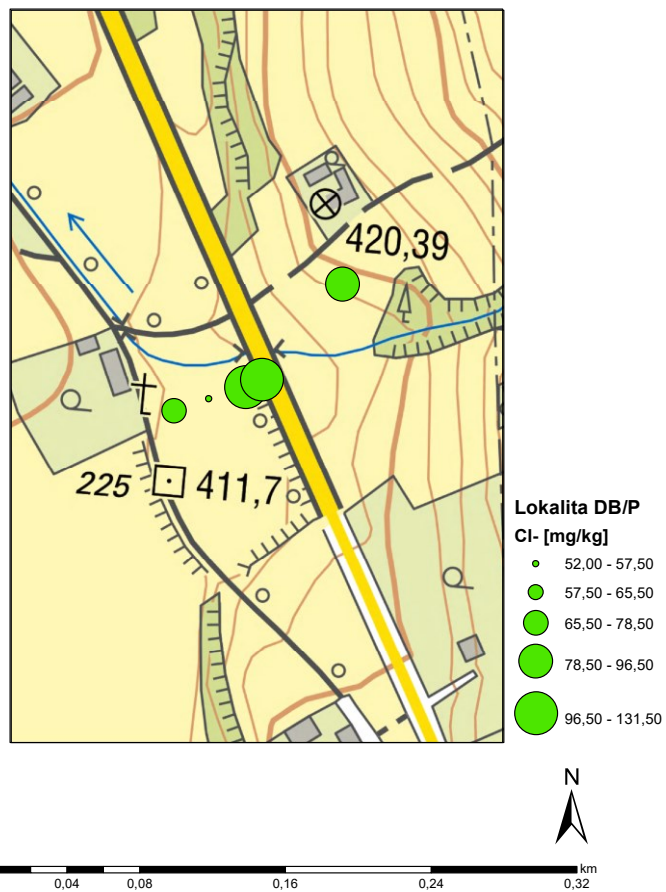 420,39
225 411,7
Lokalita DB/P
Cl- [mg/kg]
52,00 - 57,50
57,50 - 65,50
65,50 - 78,50
78,50 - 96,50
96,50 - 131,50
N
km
0,04 0,08 0,16 0,24 0,32